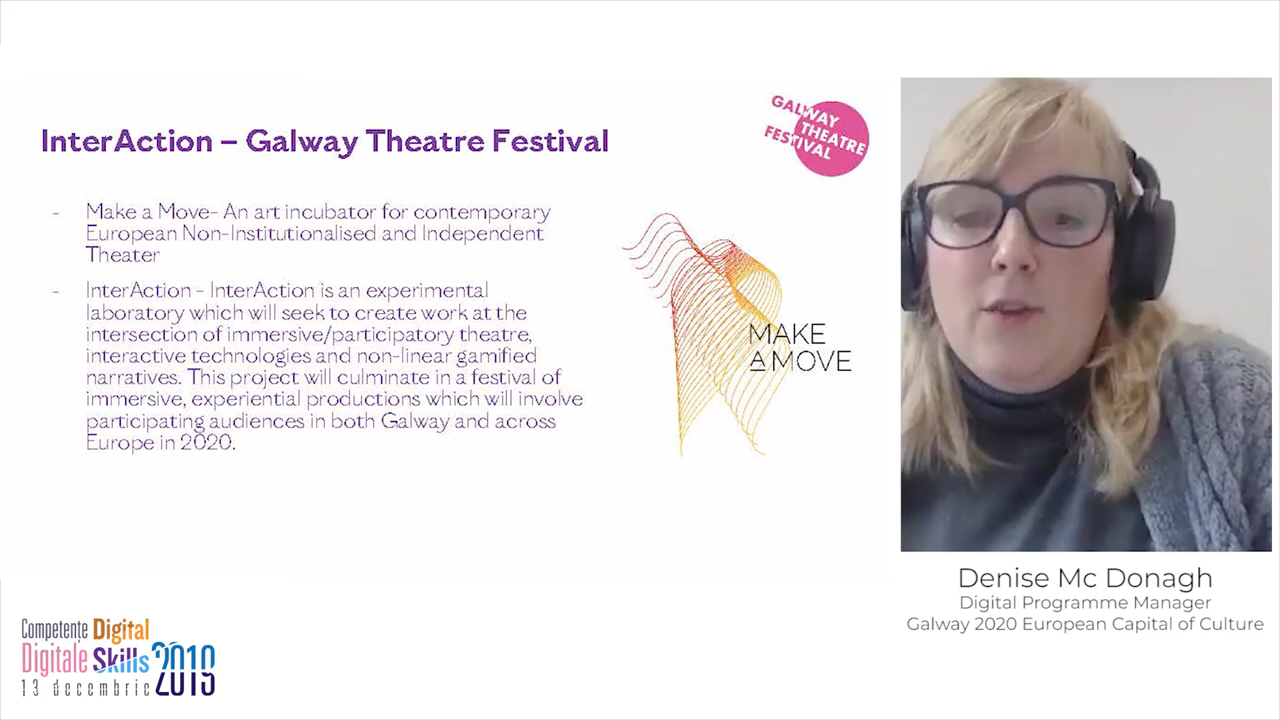 InterAction – Galway Theatre Festival
GALWAY
THEATRE
FESTIVAL
- Make a Move- An art incubator for contemporary
European Non-Institutionalised and Independent
Theater
- InterAction - InterAction is an experimental
laboratory which will seek to create work at the
intersection of immersive/participatory theatre,
interactive technologies and non-linear gamified
narratives. This project will culminate in a festival of
immersive, experiential productions which will involve
participating audiences in both Galway and across
Europe in 2020.
MAKE
A MOVE
Denise Mc Donagh
Digital Programme Manager
Galway 2020 European Capital of Culture
Competențe Digital
Digitale Skills 2019
13 decembrie